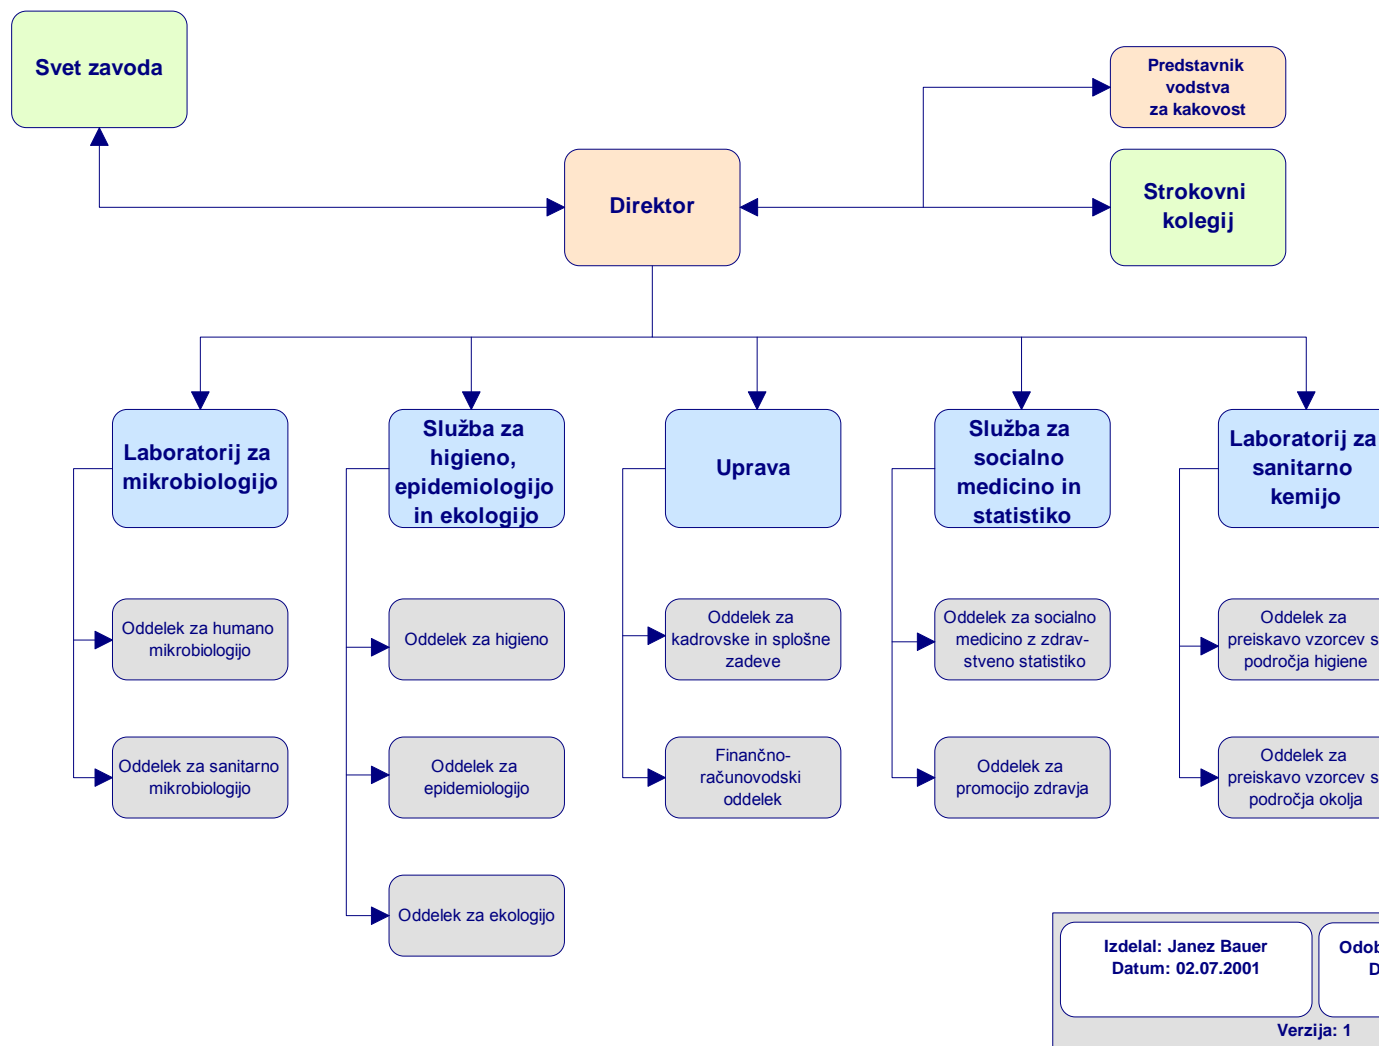 Svet zavoda
Predstavnik
vodstva
za kakovost
Direktor
Strokovni
kolegij
Laboratorij za
mikrobiologijo
Služba za
higieno,
epidemiologijo
in ekologijo
Uprava
Služba za
socialno
medicino in
statistiko
Laboratorij za
sanitarno
kemijo
Oddelek za humano
mikrobiologijo
Oddelek za higieno
Oddelek za
kadrovske in splošne
zadeve
Oddelek za socialno
medicino z zdrav-
stveno statistiko
Oddelek za
preiskavo vzorcev s
področja higiene
Oddelek za sanitarno
mikrobiologijo
Oddelek za
epidemiologijo
Finančno-
računovodski
oddelek
Oddelek za
promocijo zdravja
Oddelek za
preiskavo vzorcev s
področja okolja
Oddelek za ekologijo
Izdelal: Janez Bauer
Datum: 02.07.2001
Verzija: 1